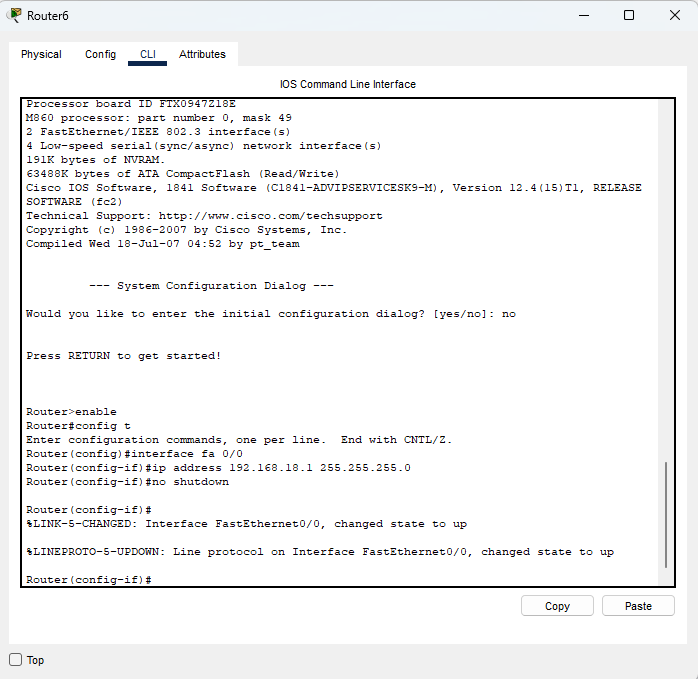 Router6
Physical Config CLI Attributes
IOS Command Line Interface
Processor board ID FTX0947Z18E
M860 processor: part number 0, mask 49
2 FastEthernet/IEEE 802.3 interface(s)
4 Low-speed serial(sync/async) network interface(s)
191K bytes of NVRAM.
63488K bytes of ATA CompactFlash (Read/Write)
Cisco IOS Software, 1841 Software (C1841-ADVIPSERVICESK9-M), Version 12.4(15)T1, RELEASE
SOFTWARE (fc2)
Technical Support: http://www.cisco.com/techsupport
Copyright (c) 1986-2007 by Cisco Systems, Inc.
Compiled Wed 18-Jul-07 04:52 by pt_team
--- System Configuration Dialog ---
Would you like to enter the initial configuration dialog? [yes/no]: no
Press RETURN to get started!
Router>enable
Router#config t
Enter configuration commands, one per line.  End with CNTL/Z.
Router(config)#interface fa 0/0
Router(config-if)#ip address 192.168.18.1 255.255.255.0
Router(config-if)#no shutdown
Router(config-if)#
%LINK-5-CHANGED: Interface FastEthernet0/0, changed state to up
%LINEPROTO-5-UPDOWN: Line protocol on Interface FastEthernet0/0, changed state to up
Router(config-if)#
Copy Paste
Top